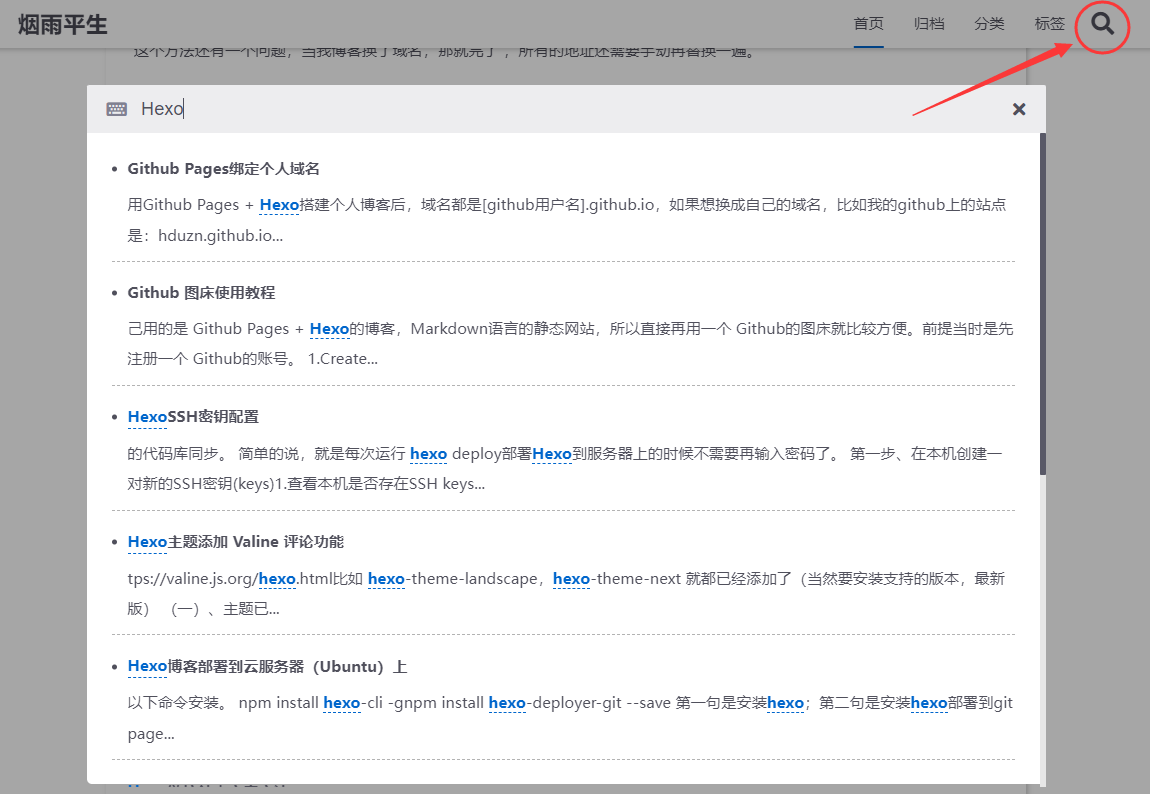 烟雨平生 首页 归档 分类 标签
这个方法还有一个问题，当我博客换了域名，那就完了，所有的地址还需要手动再替换一遍。
Hexo
Github Pages绑定个人域名
用Github Pages + Hexo搭建个人博客后，域名都是[github用户名].github.io，如果想换成自己的域名，比如我的github上的站点
是：hduzn.github.io...
Github 图床使用教程
己用的是 Github Pages + Hexo的博客，Markdown语言的静态网站，所以直接再用一个 Github的图床就比较方便。前提当时是先
注册一个 Github的账号。 1.Create...
HexoSSH密钥配置
的代码库同步。 简单的说，就是每次运行 hexo deploy部署Hexo到服务器上的时候不需要再输入密码了。 第一步、在本机创建一
对新的SSH密钥(keys)1.查看本机是否存在SSH keys...
Hexo主题添加 Valine 评论功能
tps://valine.js.org/hexo.html比如 hexo-theme-landscape，hexo-theme-next 就都已经添加了（当然要安装支持的版本，最新
版） （一）、主题已...
Hexo博客部署到云服务器（Ubuntu）上
以下命令安装。 npm install hexo-cli -gnpm install hexo-deployer-git --save 第一句是安装hexo；第二句是安装hexo部署到git
page...